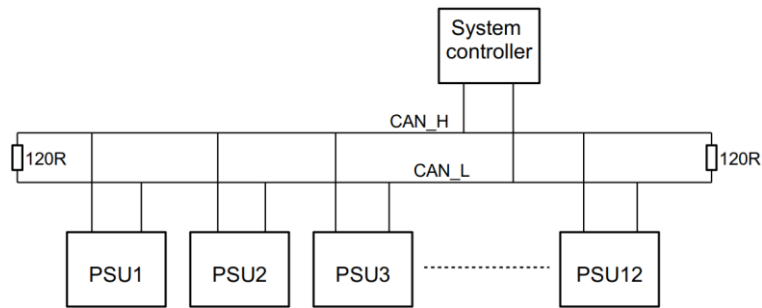 System
controller
CAN_H
120R
CAN_L
120R
PSU1
PSU2
PSU3
PSU12